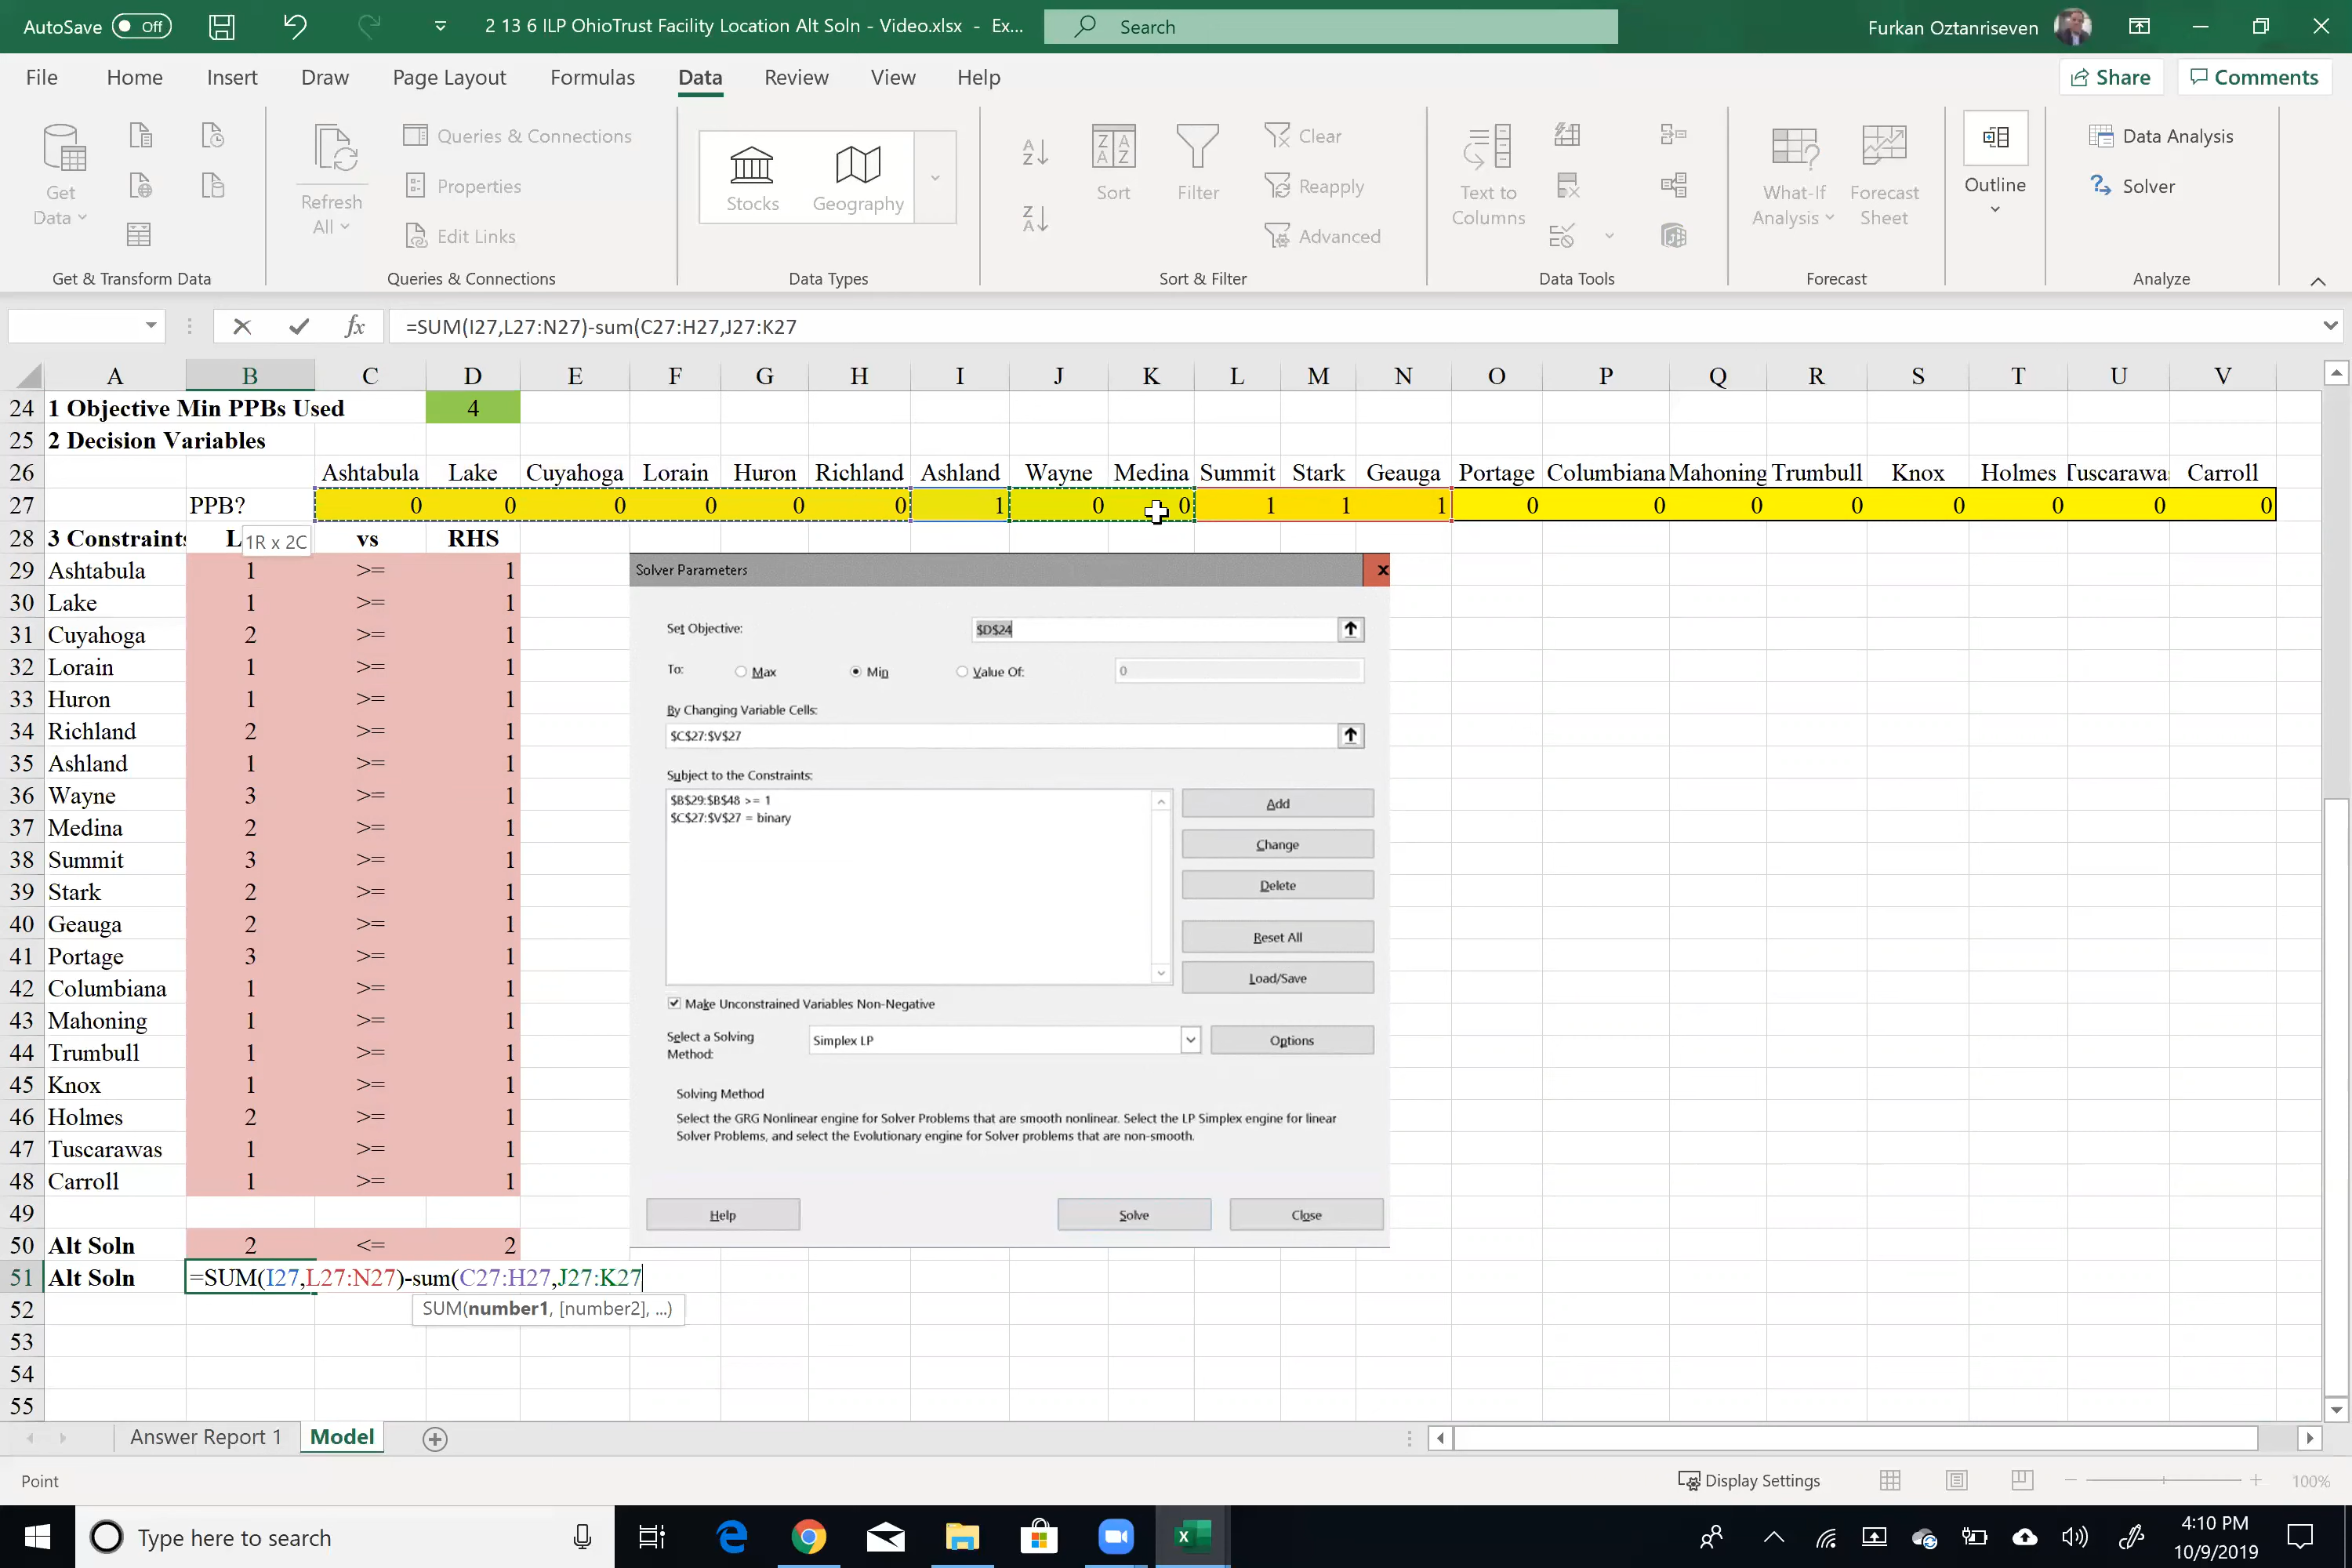 AutoSave Off 2 13 6 ILP OhioTrust Facility Location Alt Soln - Video.xlsx - Ex... Search Furkan Oztanriseven
File Home Insert Draw Page Layout Formulas Data Review View Help Share Comments
Get Data Refresh All Queries & Connections Properties Edit Links Stocks Geography Sort Filter Clear Reapply Advanced Text to Columns What-If Analysis Forecast Sheet Outline Data Analysis Solver
Get & Transform Data Queries & Connections Data Types Sort & Filter Data Tools Forecast Analyze
fx =SUM(I27,L27:N27)-sum(C27:H27,J27:K27
A B C D E F G H I J K L M N O P Q R S T U V
24 1 Objective Min PPBs Used 4
25 2 Decision Variables
26 Ashtabula Lake Cuyahoga Lorain Huron Richland Ashland Wayne Medina Summit Stark Geauga Portage Columbiana Mahoning Trumbull Knox Holmes Tuscarawa Carroll
27 PPB? 0 0 0 0 0 0 1 0 0 1 1 1 0 0 0 0 0 0 0 0
28 3 Constraints L 1R x 2C vs RHS
29 Ashtabula 1 >= 1
30 Lake 1 >= 1
31 Cuyahoga 2 >= 1
32 Lorain 1 >= 1
33 Huron 1 >= 1
34 Richland 2 >= 1
35 Ashland 1 >= 1
36 Wayne 3 >= 1
37 Medina 2 >= 1
38 Summit 3 >= 1
39 Stark 2 >= 1
40 Geauga 2 >= 1
41 Portage 3 >= 1
42 Columbiana 1 >= 1
43 Mahoning 1 >= 1
44 Trumbull 1 >= 1
45 Knox 1 >= 1
46 Holmes 2 >= 1
47 Tuscarawas 1 >= 1
48 Carroll 1 >= 1
49
50 Alt Soln 2 <= 2
51 Alt Soln =SUM(I27,L27:N27)-sum(C27:H27,J27:K27
SUM(number1, [number2], ...)
52
53
54
55
Solver Parameters
Set Objective: $D$24
To: Max Min Value Of: 0
By Changing Variable Cells:
$C$27:$V$27
Subject to the Constraints:
$B$29:$B$48 >= 1
$C$27:$V$27 = binary
Add
Change
Delete
Reset All
Load/Save
Make Unconstrained Variables Non-Negative
Select a Solving Method: Simplex LP Options
Solving Method
Select the GRG Nonlinear engine for Solver Problems that are smooth nonlinear. Select the LP Simplex engine for linear
Solver Problems, and select the Evolutionary engine for Solver problems that are non-smooth.
Help Solve Close
Answer Report 1 Model
Point Display Settings 100%
Type here to search 4:10 PM
10/9/2019